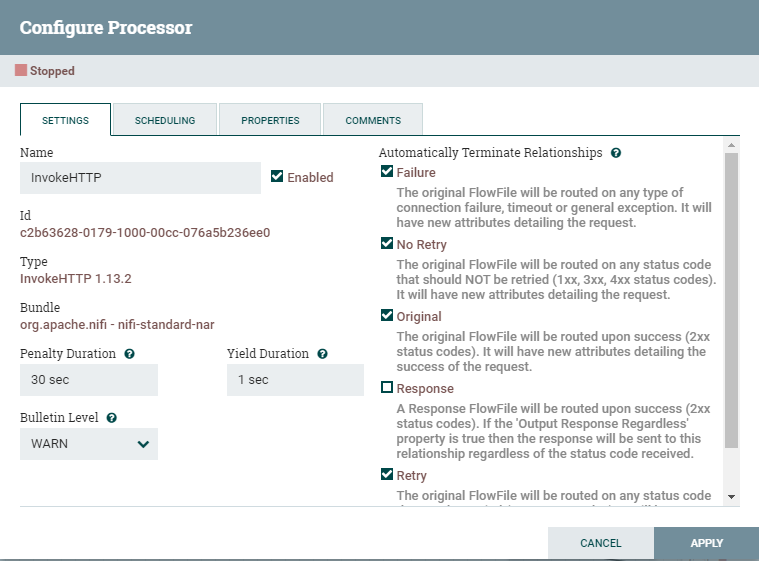 Configure Processor
Stopped
SETTINGS
SCHEDULING
PROPERTIES
COMMENTS
Name
InvokeHTTP
Enabled
Id
c2b63628-0179-1000-00cc-076a5b236ee0
Type
InvokeHTTP 1.13.2
Bundle
org.apache.nifi - nifi-standard-nar
Penalty Duration
Yield Duration
30 sec
1 sec
Bulletin Level
WARN
Automatically Terminate Relationships
Failure
The original FlowFile will be routed on any type of
connection failure, timeout or general exception. It will
have new attributes detailing the request.
No Retry
The original FlowFile will be routed on any status code
that should NOT be retried (1xx, 3xx, 4xx status codes).
It will have new attributes detailing the request.
Original
The original FlowFile will be routed upon success (2xx
status codes). It will have new attributes detailing the
success of the request.
Response
A Response FlowFile will be routed upon success (2xx
status codes). If the 'Output Response Regardless'
property is true then the response will be sent to this
relationship regardless of the status code received.
Retry
The original FlowFile will be routed on any status code
CANCEL
APPLY